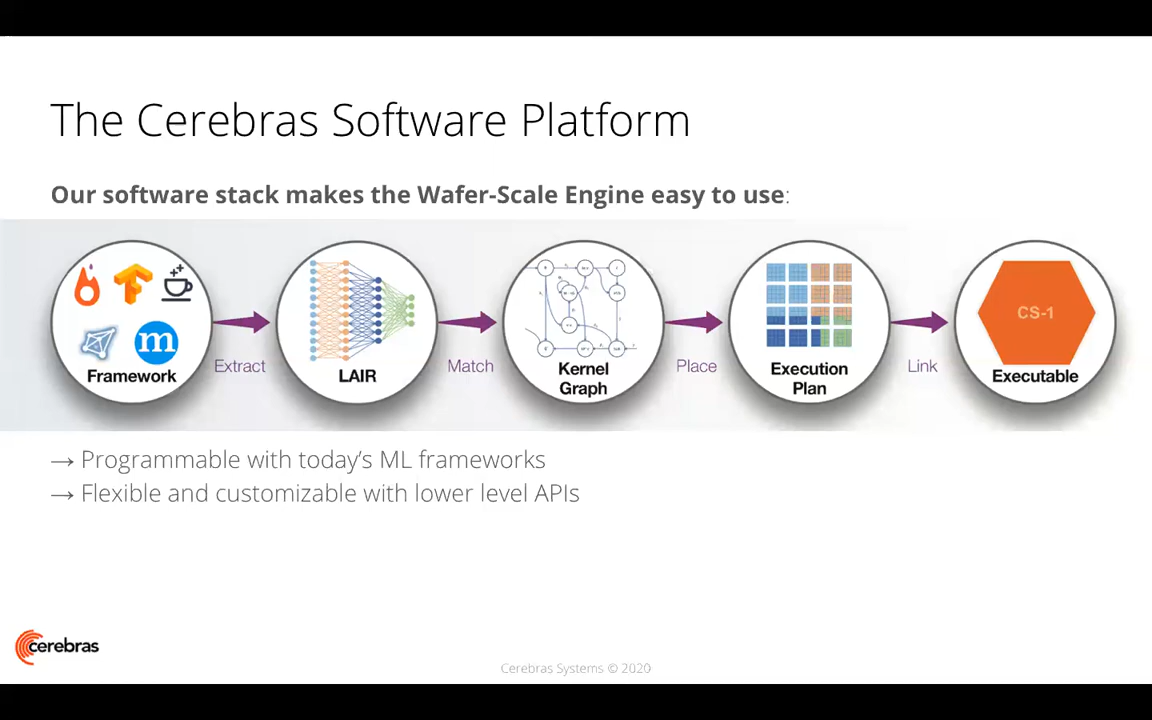 The Cerebras Software Platform
Our software stack makes the Wafer-Scale Engine easy to use:
m
Framework
Extract
LAIR
Match
Kernel
Graph
Place
Execution
Plan
Link
CS-1
Executable
→ Programmable with today’s ML frameworks
→ Flexible and customizable with lower level APIs
cerebras
Cerebras Systems © 2020